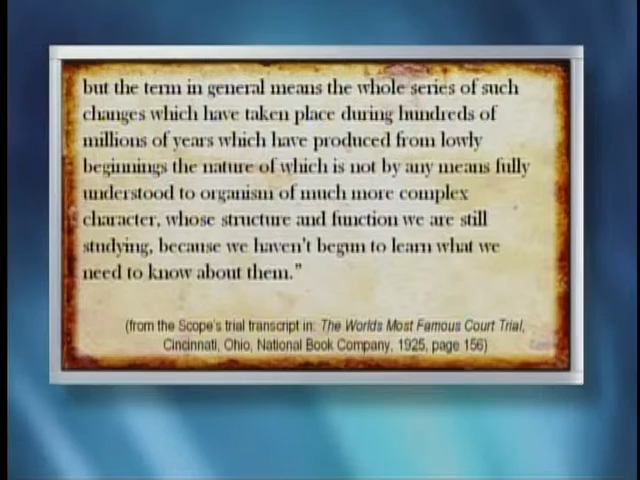 but the term in general means the whole series of such
changes which have taken place during hundreds of
millions of years which have produced from lowly
beginnings the nature of which is not by any means fully
understood to organism of much more complex
character, whose structure and function we are still
studying, because we haven't begun to learn what we
need to know about them."
(from the Scope's trial transcript in: The Worlds Most Famous Court Trial,
Cincinnati, Ohio, National Book Company, 1925, page 156)